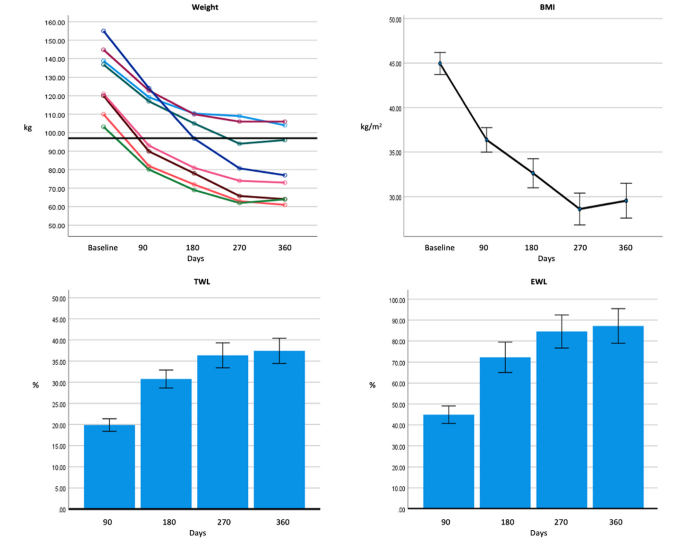 Weight
160.00
150.00
140.00
130.00
120.00
110.00
100.00
90.00
80.00
70.00
60.00
50.00
kg
Baseline 90 180 270 360
Days
BMI
50.00
45.00
40.00
35.00
30.00
kg/m²
Baseline 90 180 270 360
Days
TWL
50.00
45.00
40.00
35.00
30.00
25.00
20.00
15.00
10.00
5.00
.00
%
90 180 270 360
Days
EWL
100.00
90.00
80.00
70.00
60.00
50.00
40.00
30.00
20.00
10.00
.00
%
90 180 270 360
Days